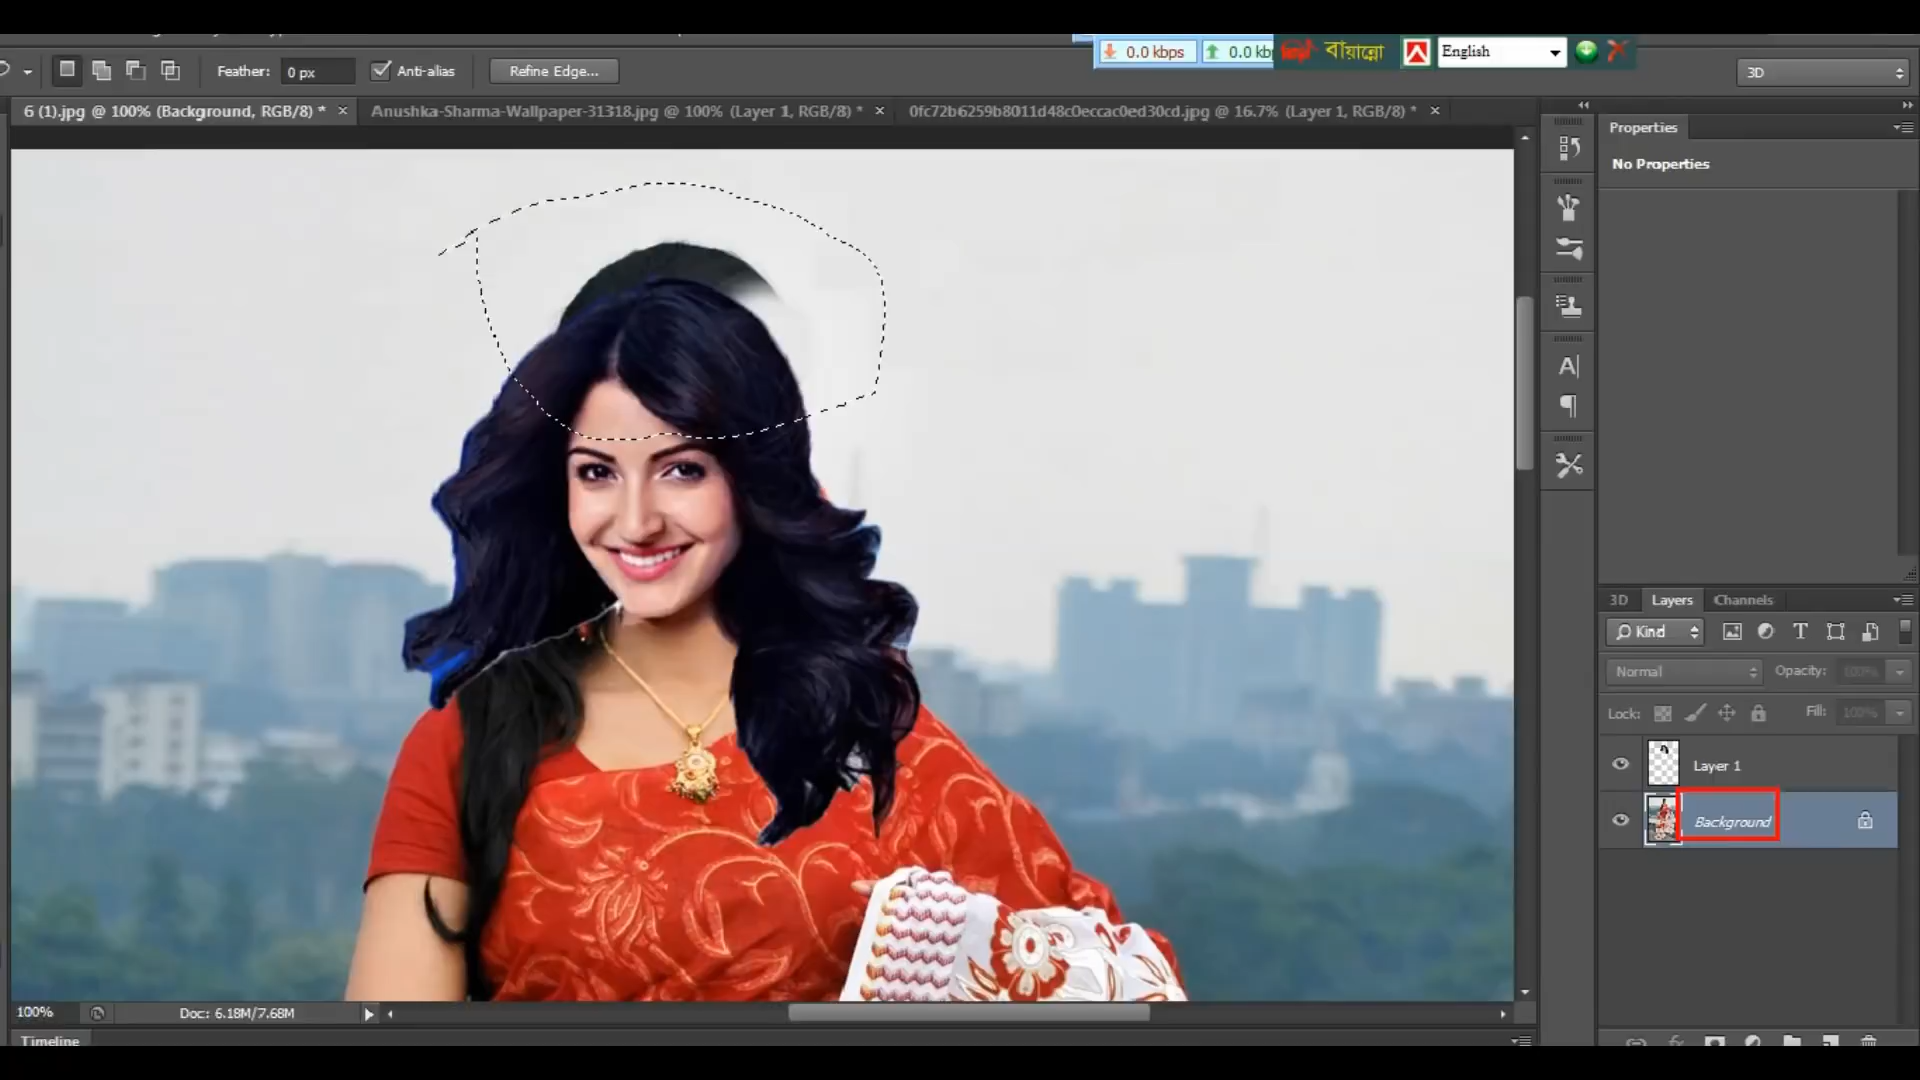 0.0 kbps
0.0 kb
বায়ান্নো
English
Feather: 0 px
Anti-alias
Refine Edge...
3D
6 (1).jpg @ 100% (Background, RGB/8) *
Anushka-Sharma-Wallpaper-31318.jpg @ 100% (Layer 1, RGB/8) *
0fc72b6259b8011d48c0eccac0ed30cd.jpg @ 16.7% (Layer 1, RGB/8) *
Properties
No Properties
3D
Layers
Channels
Kind
Normal
Opacity: 100%
Lock:
Fill: 100%
Layer 1
Background
100%
Doc: 6.18M/7.68M
Timeline